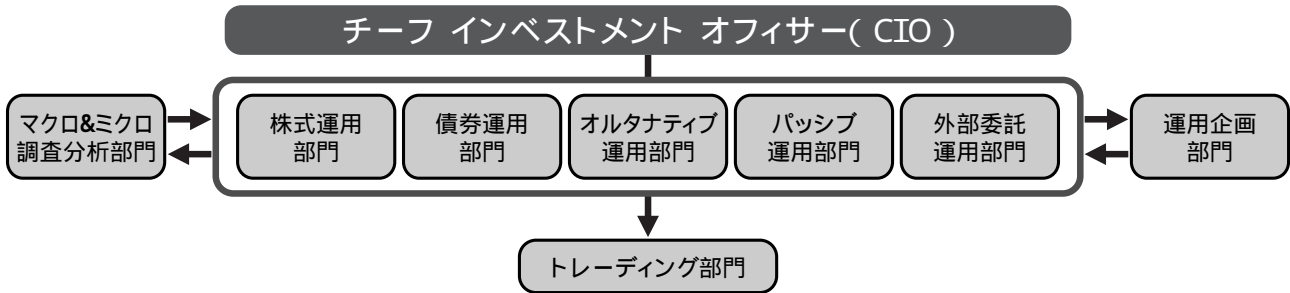 チーフ インベストメント オフィサー( CIO )
マクロ&ミクロ
調査分析部門
株式運用
部門
債券運用
部門
オルタナティブ
運用部門
パッシブ
運用部門
外部委託
運用部門
運用企画
部門
トレーディング部門